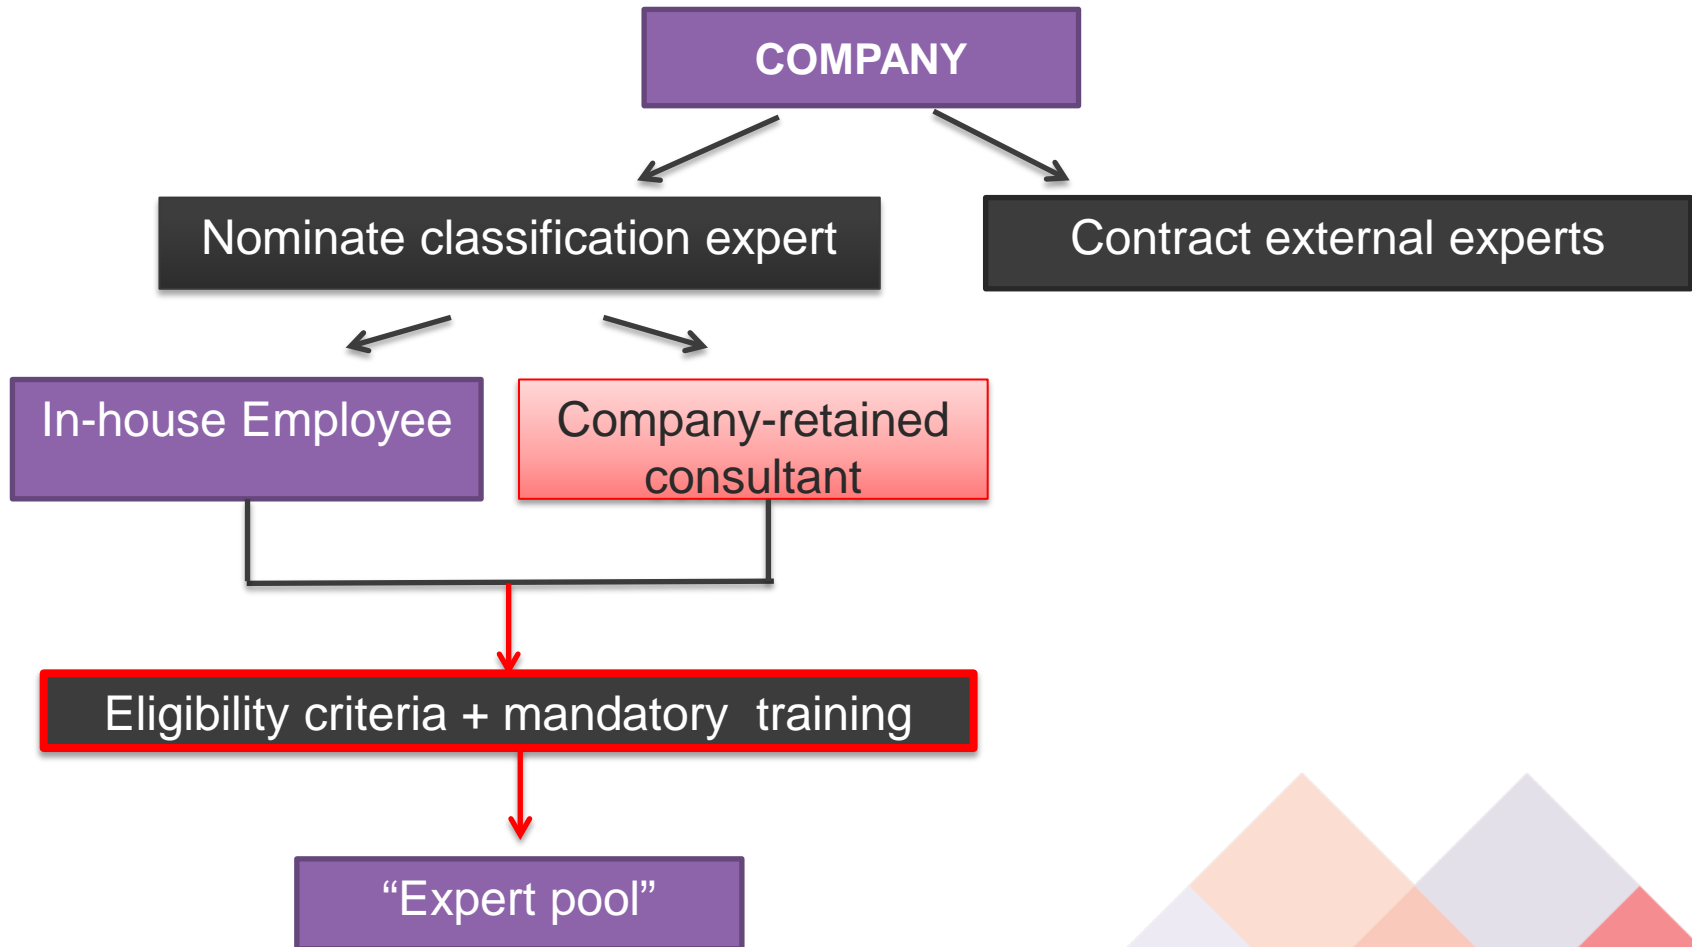 COMPANY
Nominate classification expert
Contract external experts
In-house Employee
Company-retained
consultant
Eligibility criteria + mandatory  training
“Expert pool”